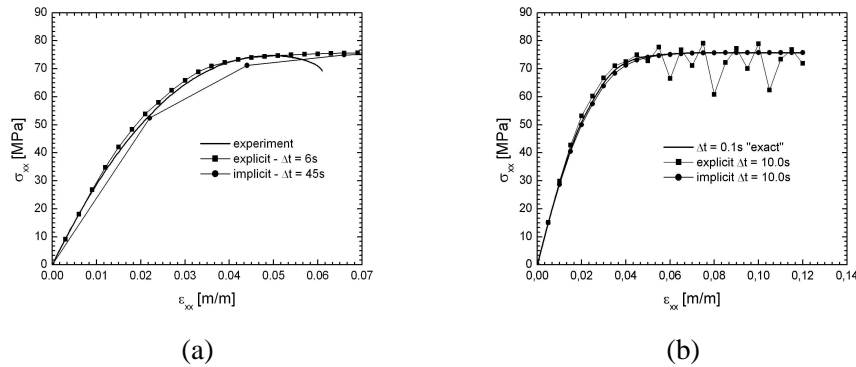 90
80
70
60
50
40
30
20
10
0
σxx [MPa]
experiment
explicit - Δt = 6s
implicit - Δt = 45s
0.00 0.01 0.02 0.03 0.04 0.05 0.06 0.07
εxx [m/m]
(a)
90
80
70
60
50
40
30
20
10
0
σxx [MPa]
Δt = 0.1s "exact"
explicit Δt = 10.0s
implicit Δt = 10.0s
0,00 0,02 0,04 0,06 0,08 0,10 0,12 0,14
εxx [m/m]
(b)